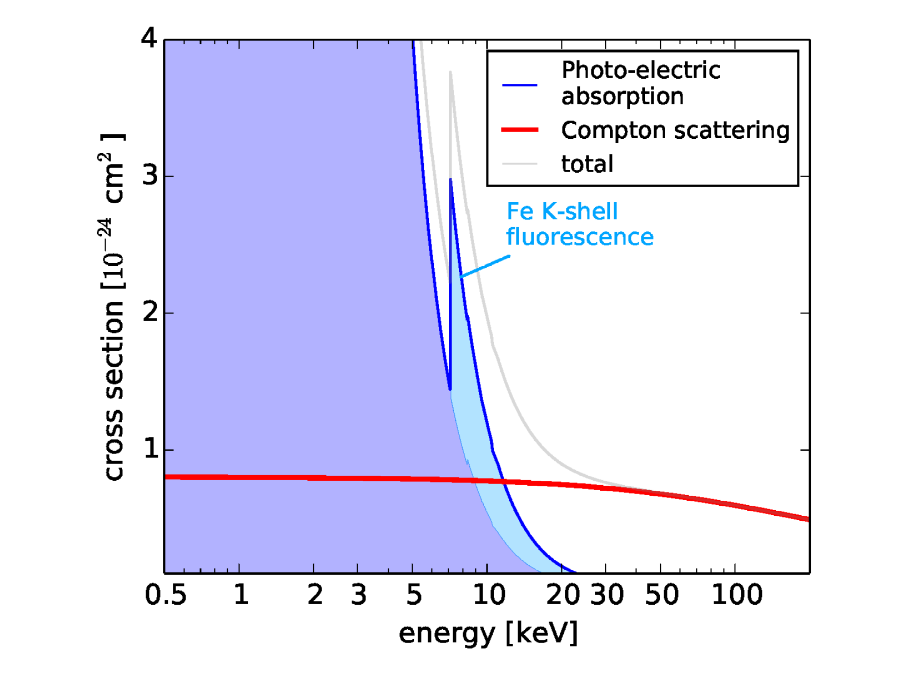 4
3
2
1
cross section [10⁻²⁴ cm² ]
Photo-electric
absorption
Compton scattering
total
Fe K-shell
fluorescence
0.5 1 2 3 5 10 20 30 50 100
energy [keV]